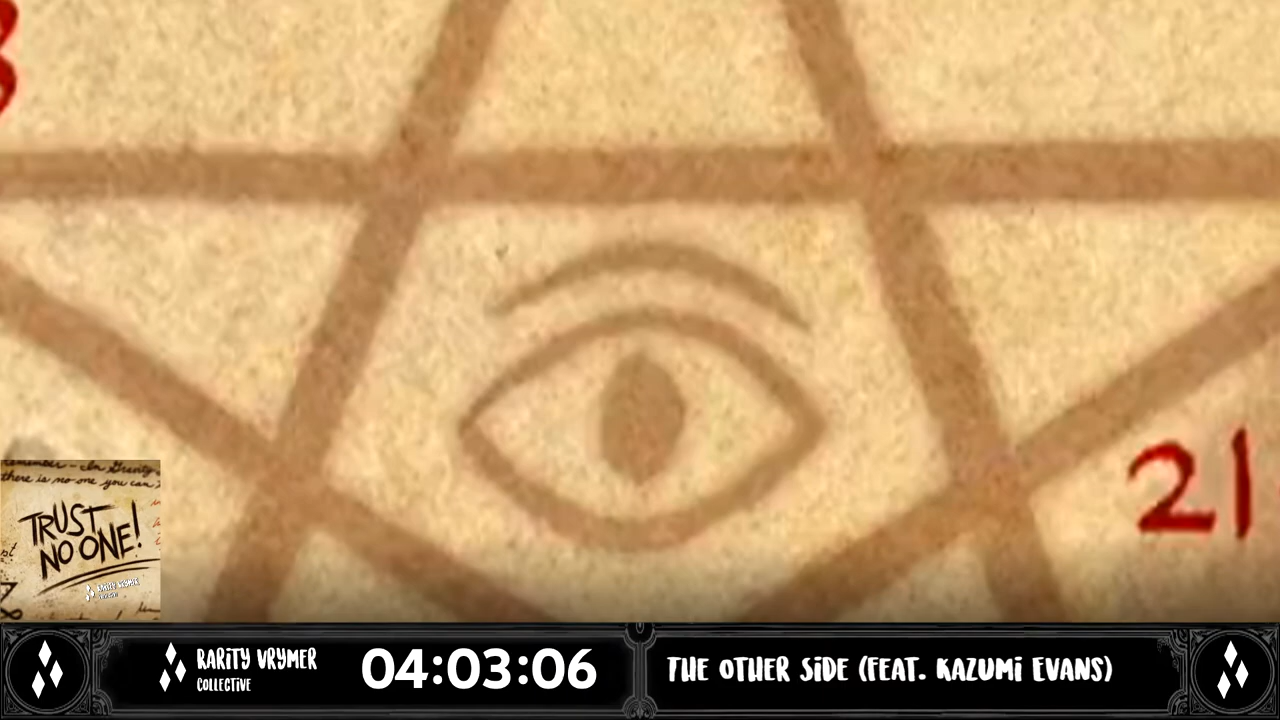 21
remember - In Gravity
there is no one you can
TRUST
NO ONE!
RARITY VRYMER
COLLECTIVE
04:03:06
THE OTHER SIDE (FEAT. KAZUMI EVANS)